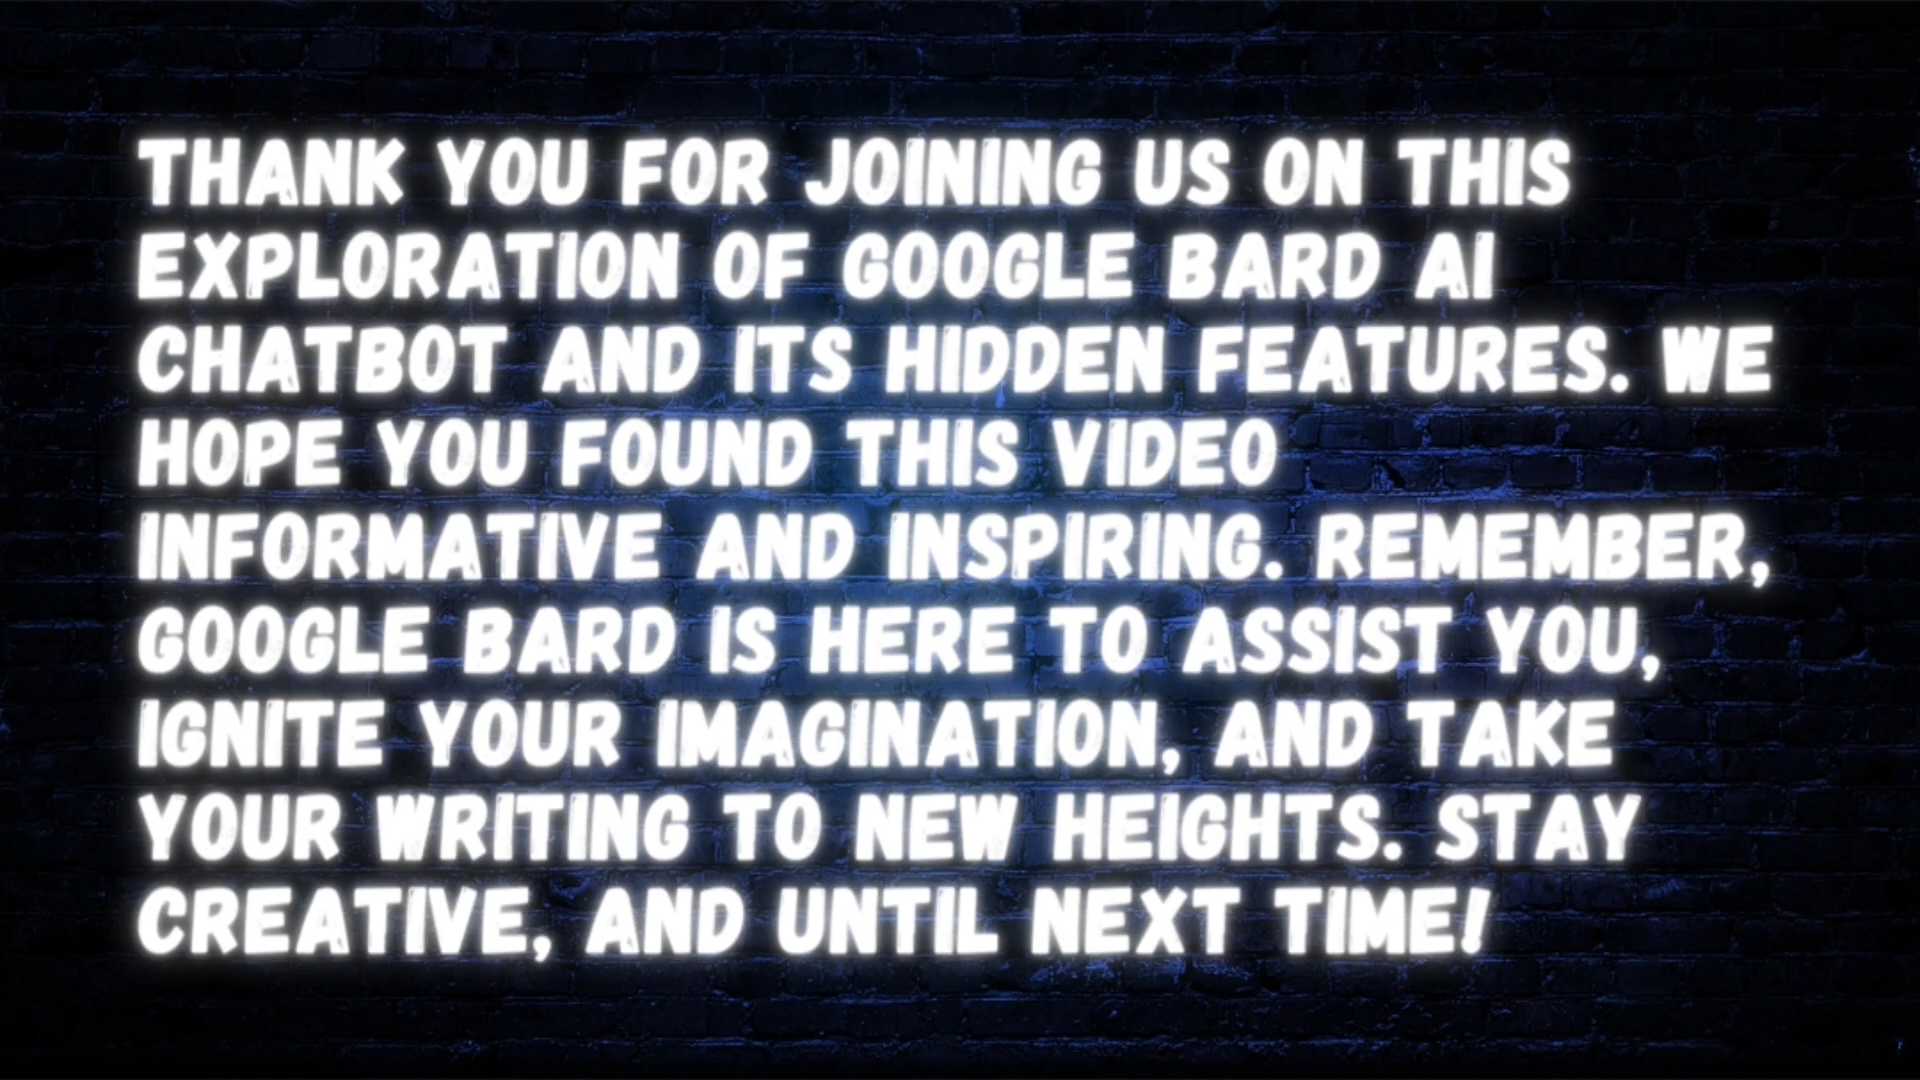 THANK YOU FOR JOINING US ON THIS
EXPLORATION OF GOOGLE BARD AI
CHATBOT AND ITS HIDDEN FEATURES. WE
HOPE YOU FOUND THIS VIDEO
INFORMATIVE AND INSPIRING. REMEMBER,
GOOGLE BARD IS HERE TO ASSIST YOU,
IGNITE YOUR IMAGINATION, AND TAKE
YOUR WRITING TO NEW HEIGHTS. STAY
CREATIVE, AND UNTIL NEXT TIME!